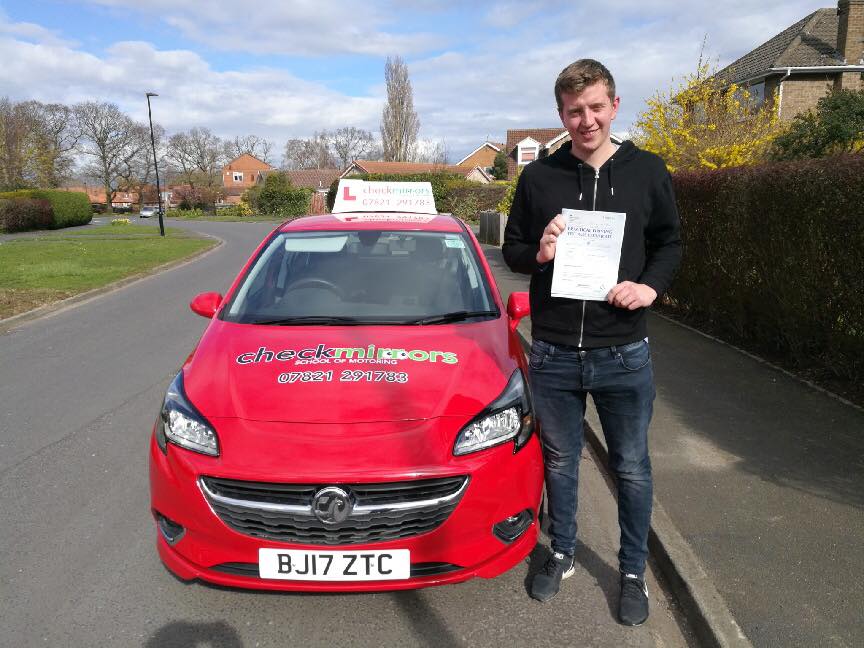 L checkmirrors
07821 291783
checkmirrors
SCHOOL OF MOTORING
07821 291783
BJ17 ZTC
PRACTICAL DRIVING
TEST PASS CERTIFICATE